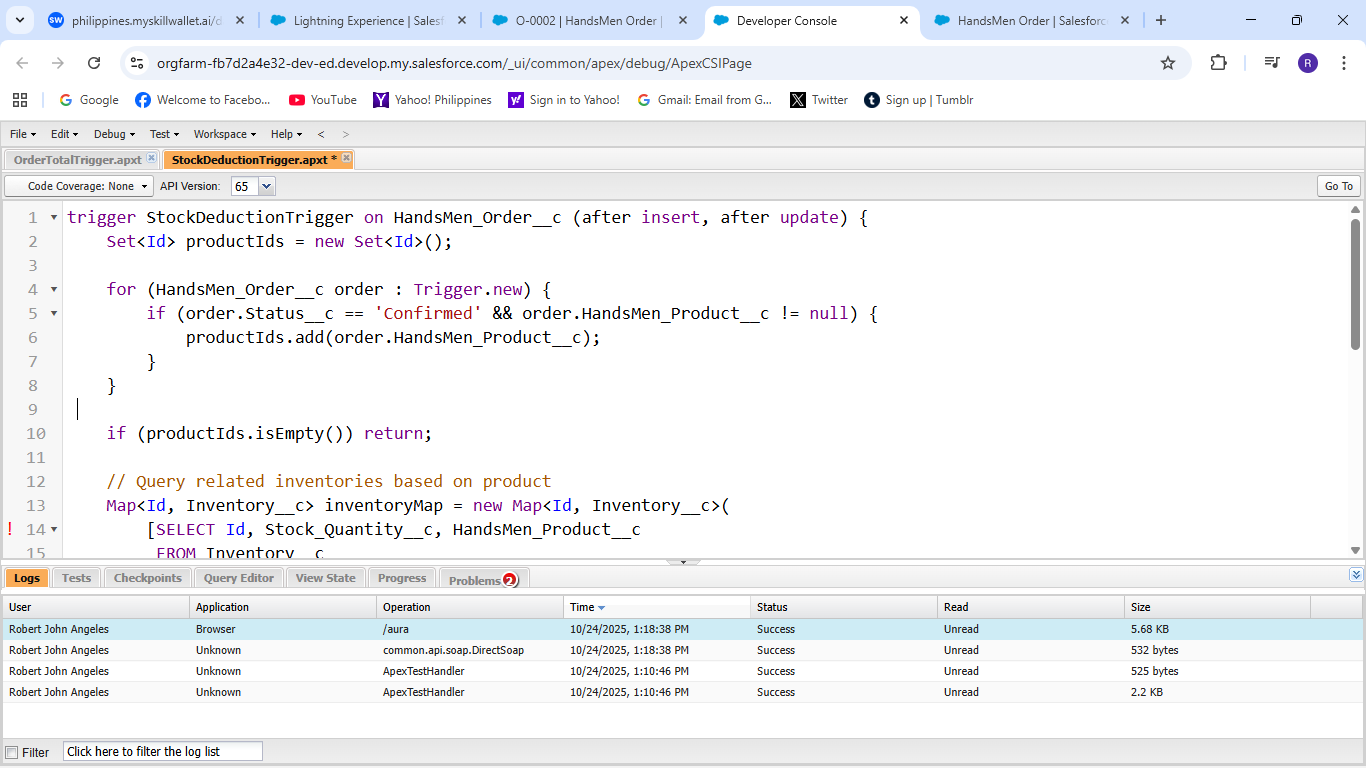 philippines.myskillwallet.ai/d
Lightning Experience | Salesf
O-0002 | HandsMen Order |
Developer Console
HandsMen Order | Salesforc
orgfarm-fb7d2a4e32-dev-ed.develop.my.salesforce.com/_ui/common/apex/debug/ApexCSIPage
R
Google
Welcome to Facebo...
YouTube
Yahoo! Philippines
Sign in to Yahoo!
Gmail: Email from G...
Twitter
Sign up | Tumblr
File Edit Debug Test Workspace Help < >
OrderTotalTrigger.apxt
StockDeductionTrigger.apxt *
Code Coverage: None API Version: 65 Go To
1 trigger StockDeductionTrigger on HandsMen_Order__c (after insert, after update) {
2 Set<Id> productIds = new Set<Id>();
3
4 for (HandsMen_Order__c order : Trigger.new) {
5 if (order.Status__c == 'Confirmed' && order.HandsMen_Product__c != null) {
6 productIds.add(order.HandsMen_Product__c);
7 }
8 }
9
10 if (productIds.isEmpty()) return;
11
12 // Query related inventories based on product
13 Map<Id, Inventory__c> inventoryMap = new Map<Id, Inventory__c>(
! 14 [SELECT Id, Stock_Quantity__c, HandsMen_Product__c
15 FROM Inventory__c
Logs Tests Checkpoints Query Editor View State Progress Problems 2
User Application Operation Time Status Read Size
Robert John Angeles Browser /aura 10/24/2025, 1:18:38 PM Success Unread 5.68 KB
Robert John Angeles Unknown common.api.soap.DirectSoap 10/24/2025, 1:18:38 PM Success Unread 532 bytes
Robert John Angeles Unknown ApexTestHandler 10/24/2025, 1:10:46 PM Success Unread 525 bytes
Robert John Angeles Unknown ApexTestHandler 10/24/2025, 1:10:46 PM Success Unread 2.2 KB
Filter Click here to filter the log list